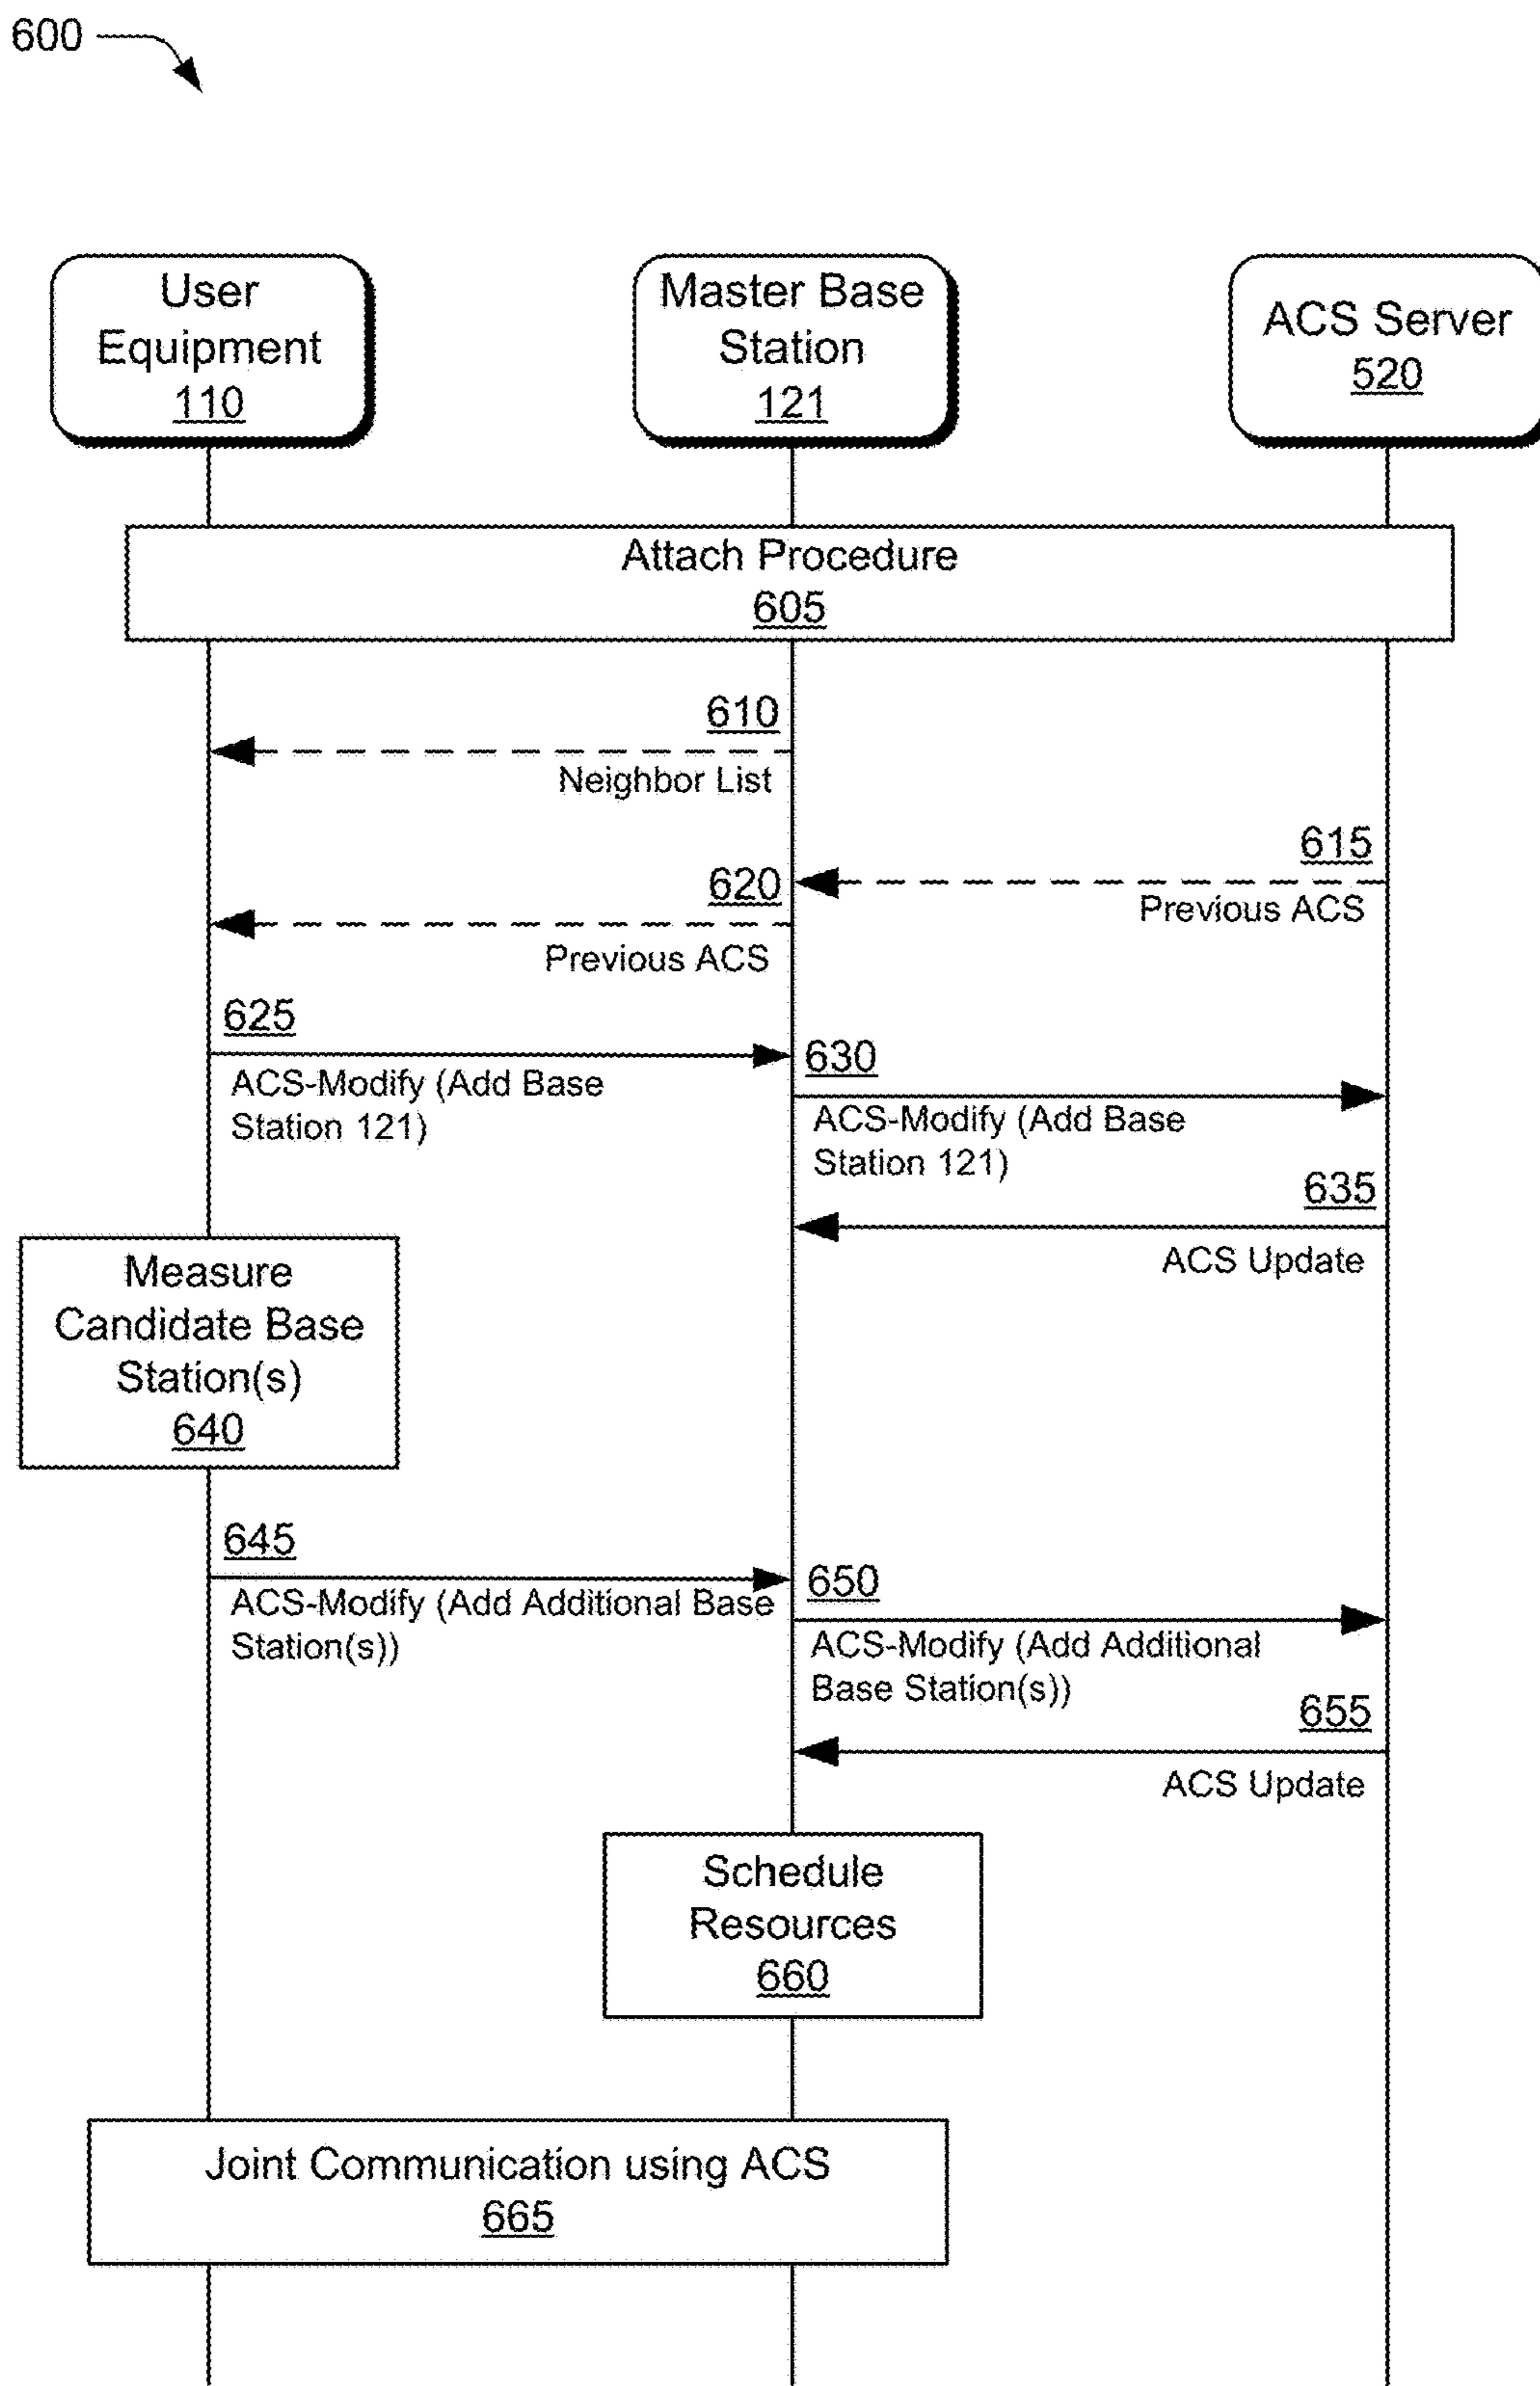 600
User
Equipment
110
Master Base
Station
121
ACS Server
520
Attach Procedure
605
610
Neighbor List
615
Previous ACS
620
Previous ACS
625
ACS-Modify (Add Base
Station 121)
630
ACS-Modify (Add Base
Station 121)
635
ACS Update
Measure
Candidate Base
Station(s)
640
645
ACS-Modify (Add Additional Base
Station(s))
650
ACS-Modify (Add Additional
Base Station(s))
655
ACS Update
Schedule
Resources
660
Joint Communication using ACS
665